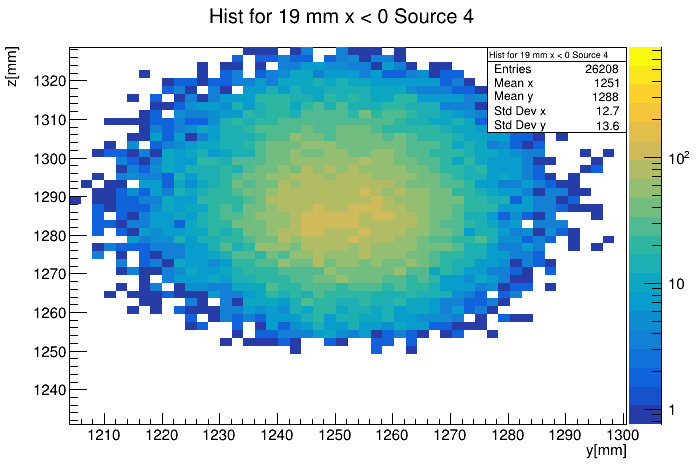 Hist for 19 mm x < 0 Source 4
z[mm]
Hist for 19 mm x < 0 Source 4
Entries 26208
Mean x 1251
Mean y 1288
Std Dev x 12.7
Std Dev y 13.6
1320
1310
1300
1290
1280
1270
1260
1250
1240
10²
10
1
1210 1220 1230 1240 1250 1260 1270 1280 1290 1300
y[mm]